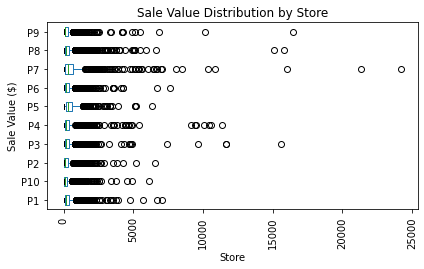 Sale Value Distribution by Store
Sale Value ($)
P9
P8
P7
P6
P5
P4
P3
P2
P10
P1
0
5000
10000
15000
20000
25000
Store